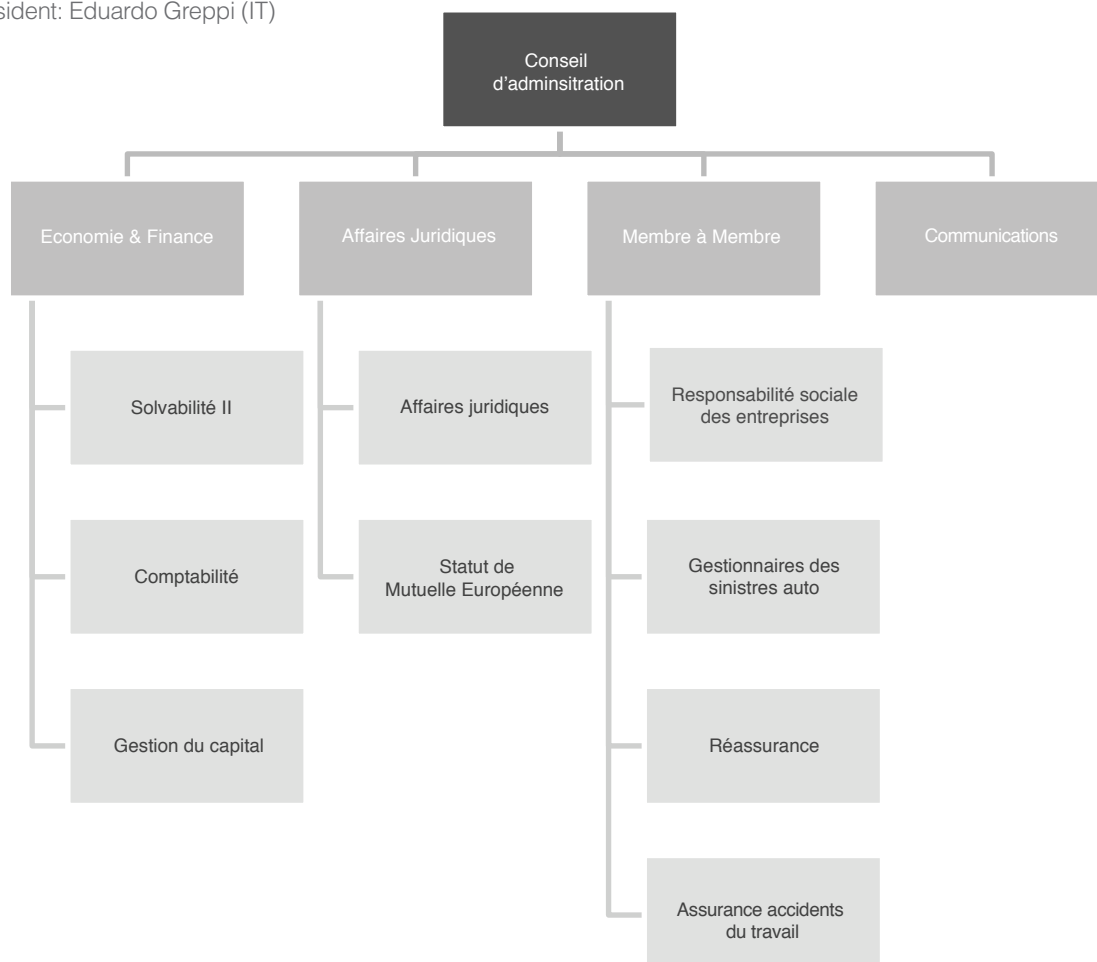 sident: Eduardo Greppi (IT)
Conseil
d'adminsitration
Economie & Finance
Affaires Juridiques
Membre à Membre
Communications
Solvabilité II
Affaires juridiques
Responsabilité sociale
des entreprises
Comptabilité
Statut de
Mutuelle Européenne
Gestionnaires des
sinistres auto
Gestion du capital
Réassurance
Assurance accidents
du travail